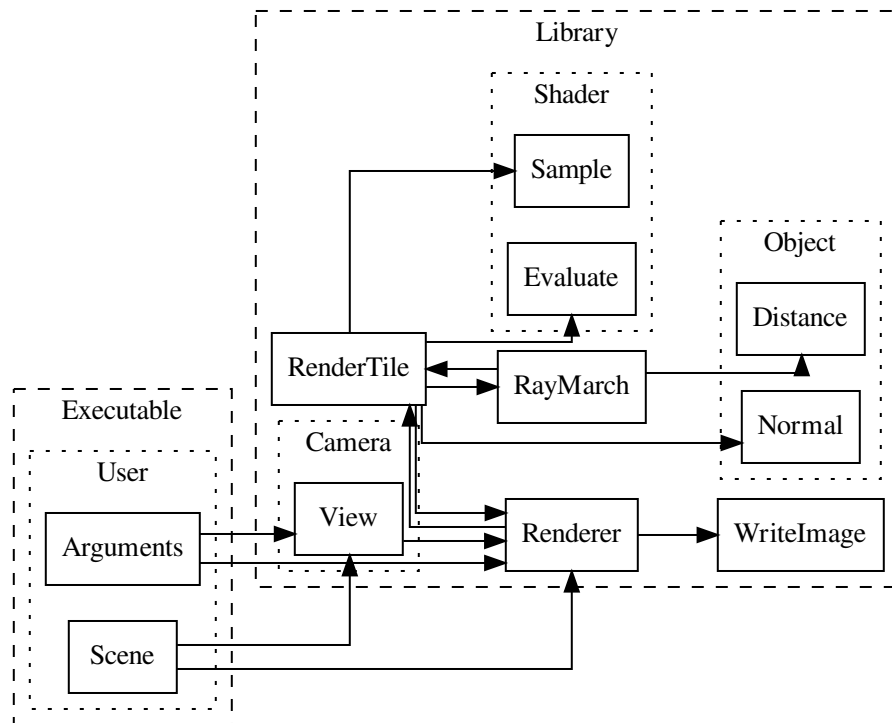 Library
Shader
Sample
Object
Evaluate
Distance
RenderTile
RayMarch
Executable
Normal
Camera
User
View
Arguments
Renderer
WriteImage
Scene